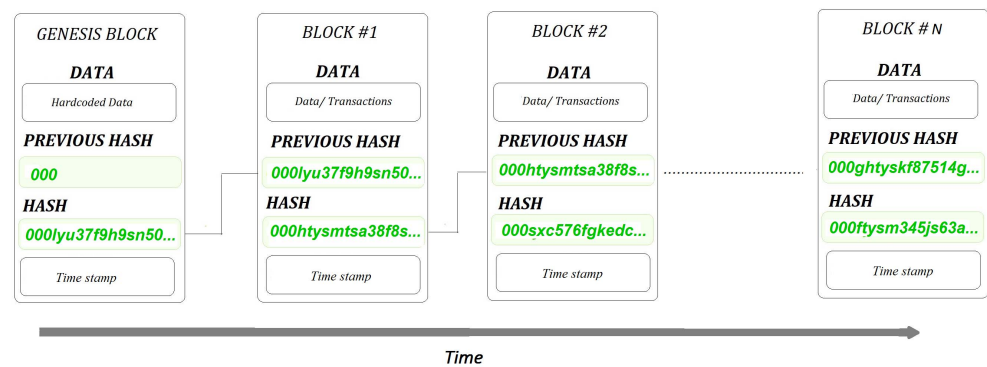 GENESIS BLOCK
DATA
Hardcoded Data
PREVIOUS HASH
000
HASH
000lyu37f9h9sn50...
Time stamp
BLOCK #1
DATA
Data/ Transactions
PREVIOUS HASH
000lyu37f9h9sn50...
HASH
000htysmtsa38f8s...
Time stamp
BLOCK #2
DATA
Data/ Transactions
PREVIOUS HASH
000htysmtsa38f8s...
HASH
000sxc576fgkedc...
Time stamp
BLOCK # N
DATA
Data/ Transactions
PREVIOUS HASH
000ghtyskf87514g...
HASH
000ftysm345js63a...
Time stamp
Time